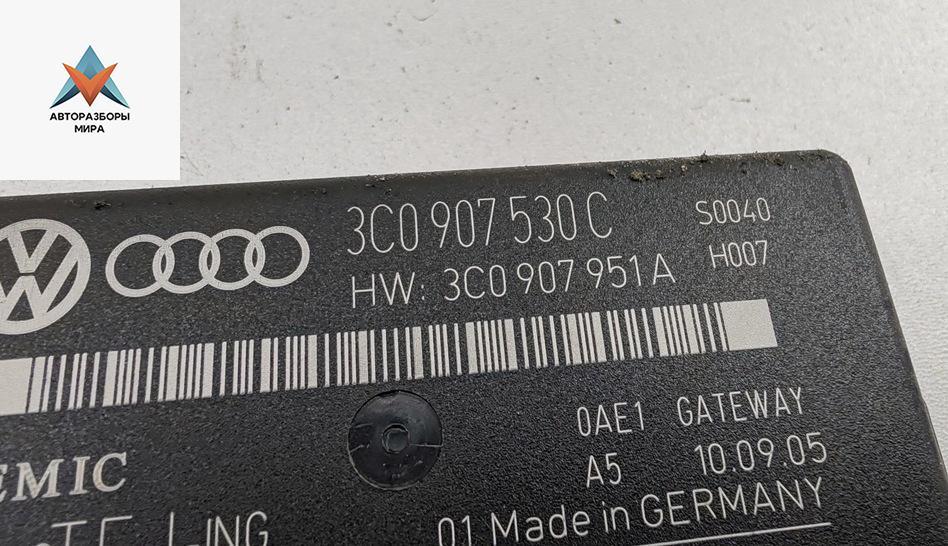 АВТОРАЗБОРЫ
МИРА
3C0 907 530 C
S0040
HW: 3C0 907 951 A
H007
0AE1 GATEWAY
A5 10.09.05
EMIC
01 Made in GERMANY